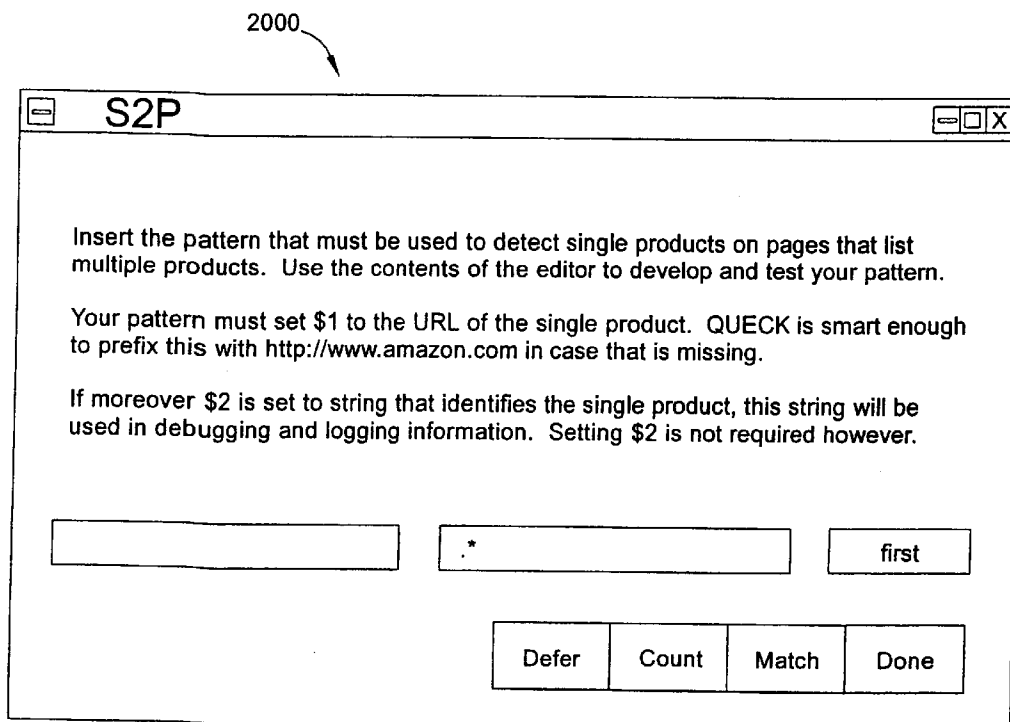 2000
S2P
X
Insert the pattern that must be used to detect single products on pages that list
multiple products. Use the contents of the editor to develop and test your pattern.
Your pattern must set $1 to the URL of the single product. QUECK is smart enough
to prefix this with http://www.amazon.com in case that is missing.
If moreover $2 is set to string that identifies the single product, this string will be
used in debugging and logging information. Setting $2 is not required however.
.*
first
Defer
Count
Match
Done